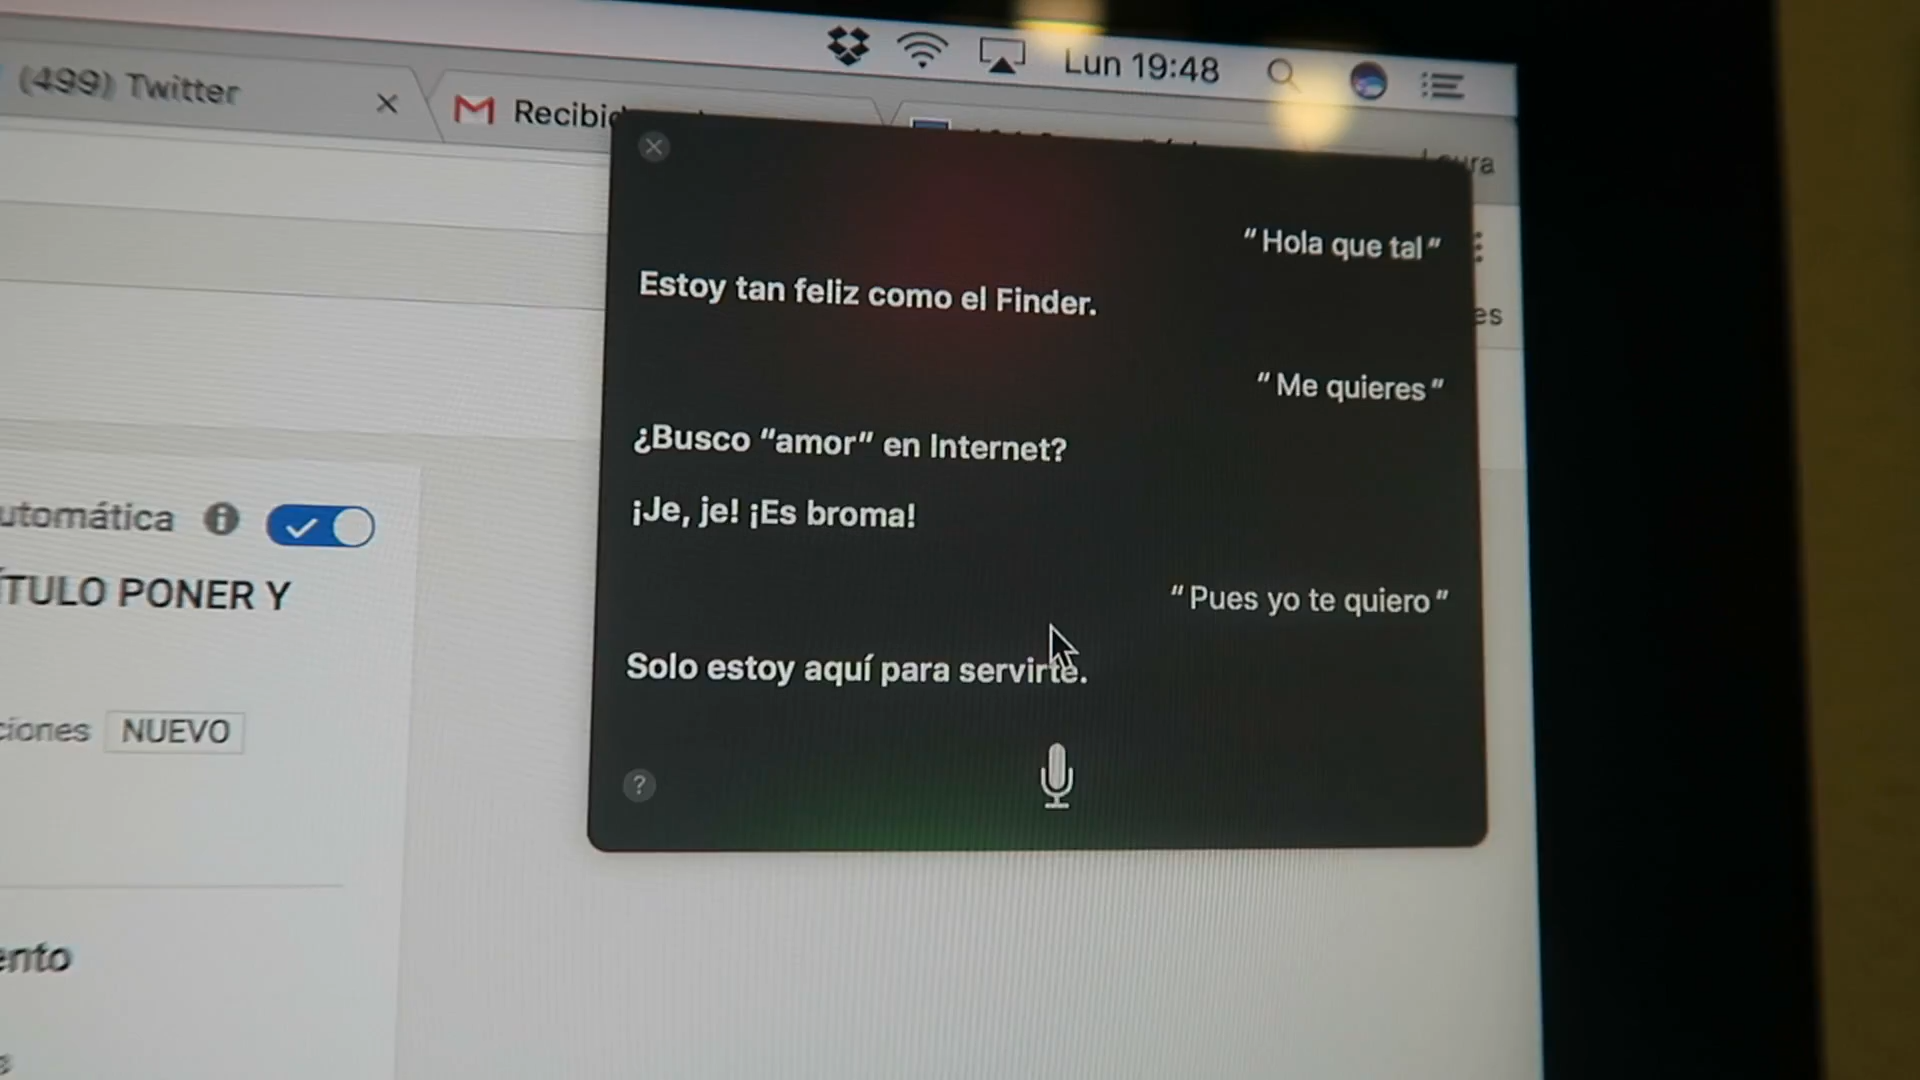 Lun 19:48
(499) Twitter
Laura
"Hola que tal"
Estoy tan feliz como el Finder.
"Me quieres"
¿Busco "amor" en Internet?
¡Je, je! ¡Es broma!
"Pues yo te quiero"
Solo estoy aquí para servirte.
?
utomática
ÍTULO PONER Y
ciones NUEVO
ento